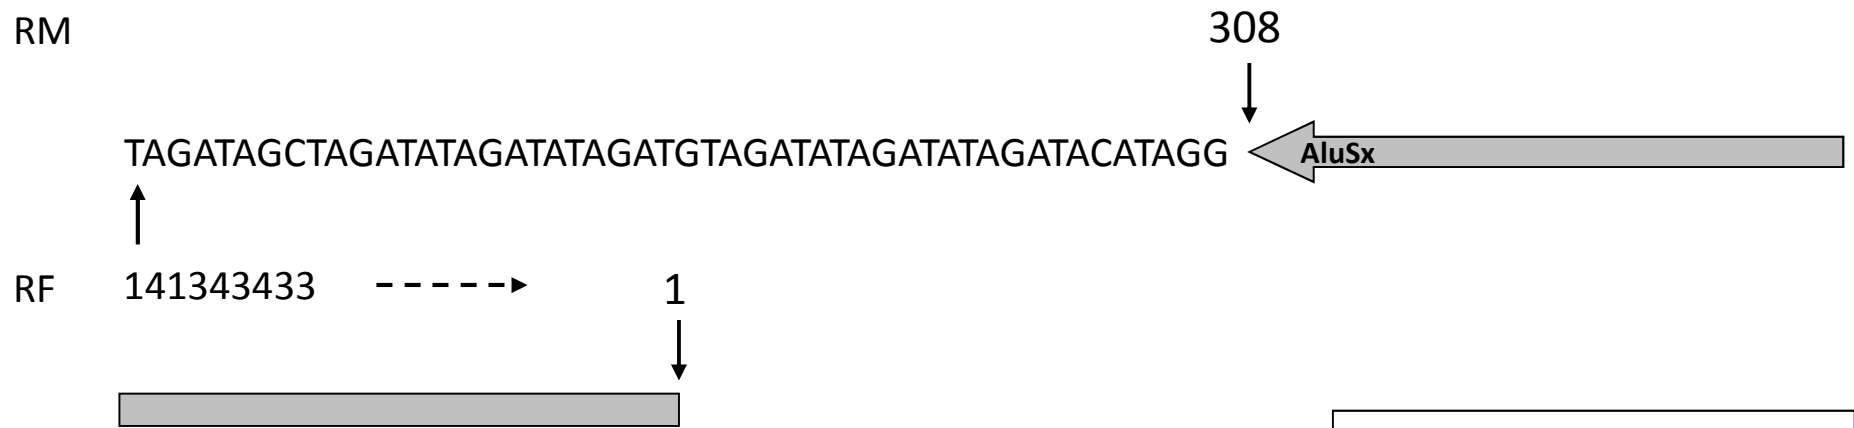 RM 308
TAGATAGCTAGATATAGATATAGATGTAGATATAGATATAGATACATAGG AluSx
RF 141343433 1